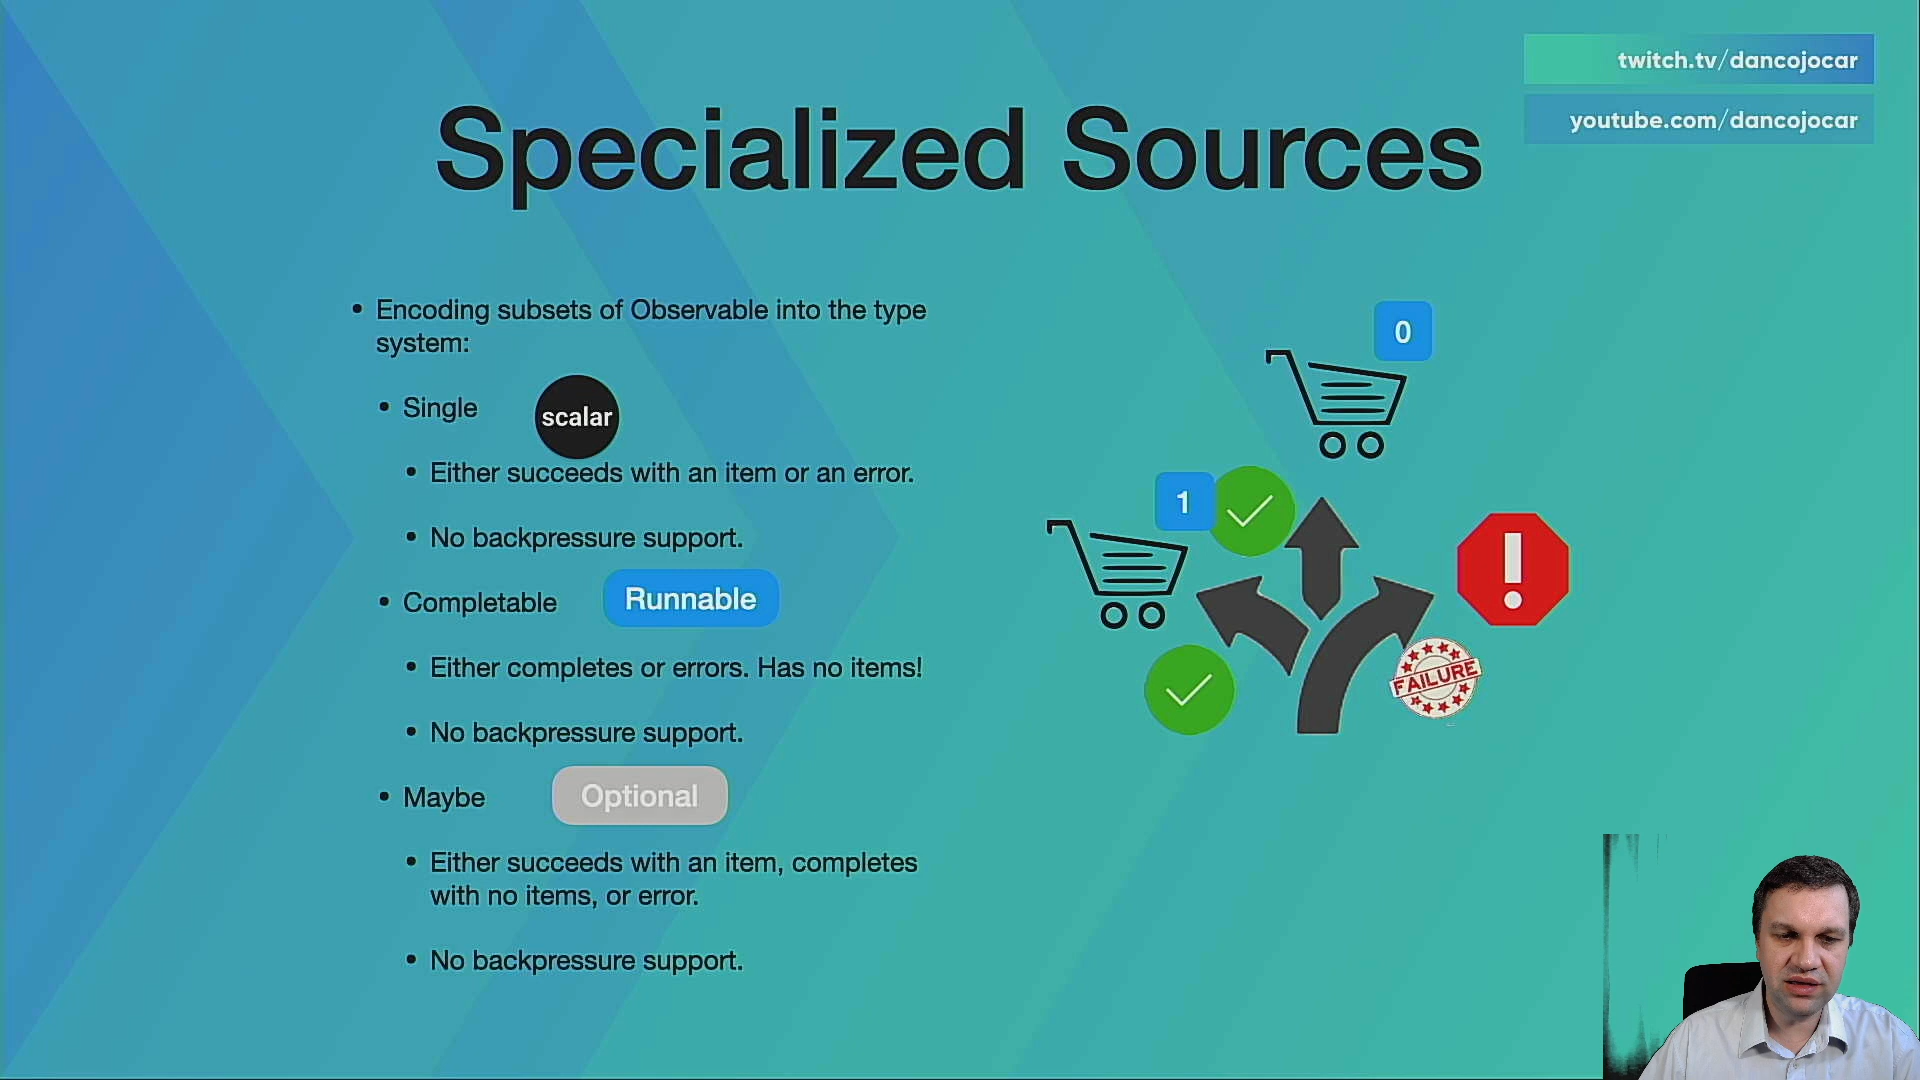 twitch.tv/dancojocar
youtube.com/dancojocar
Specialized Sources
• Encoding subsets of Observable into the type
system:
• Single
scalar
• Either succeeds with an item or an error.
• No backpressure support.
• Completable
Runnable
• Either completes or errors. Has no items!
• No backpressure support.
• Maybe
Optional
• Either succeeds with an item, completes
with no items, or error.
• No backpressure support.
0
1
!
FAILURE